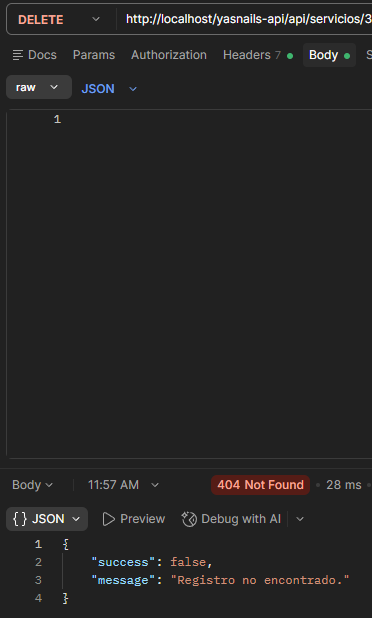 DELETE http://localhost/yasnails-api/api/servicios/3
Docs Params Authorization Headers 7 Body S
raw JSON
1
Body 11:57 AM 404 Not Found 28 ms
{} JSON Preview Debug with AI
1 {
2 "success": false,
3 "message": "Registro no encontrado."
4 }